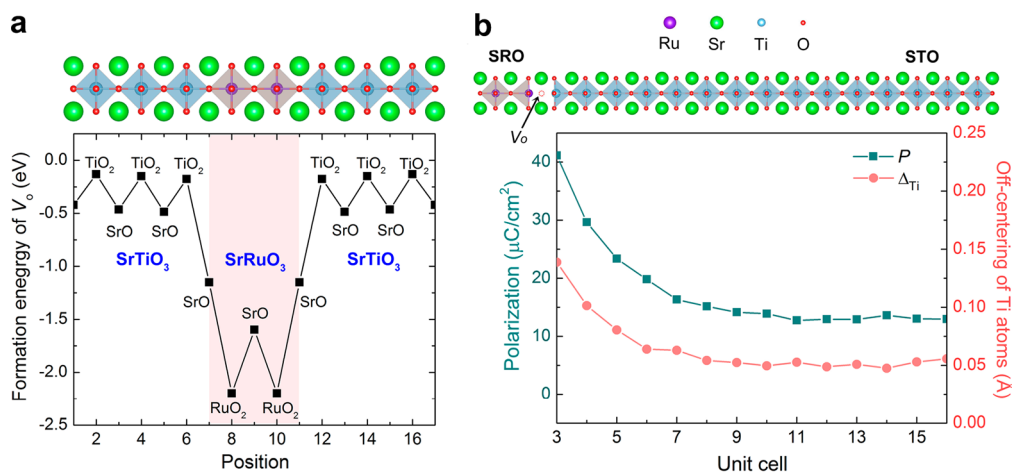 a
Formation enegrgy of Vo (eV)
0.0
-0.5
-1.0
-1.5
-2.0
-2.5
TiO2 TiO2 TiO2 TiO2 TiO2 TiO2
SrO SrO SrO SrO
SrTiO3 SrRuO3 SrTiO3
SrO SrO SrO
RuO2 RuO2
2 4 6 8 10 12 14 16
Position
b
Ru Sr Ti O
SRO STO
Vo
Polarization (μC/cm2)
40
30
20
10
0
P
ΔTi
0.25
0.20
0.15
0.10
0.05
0.00
Off-centering of Ti atoms (Å)
3 5 7 9 11 13 15
Unit cell